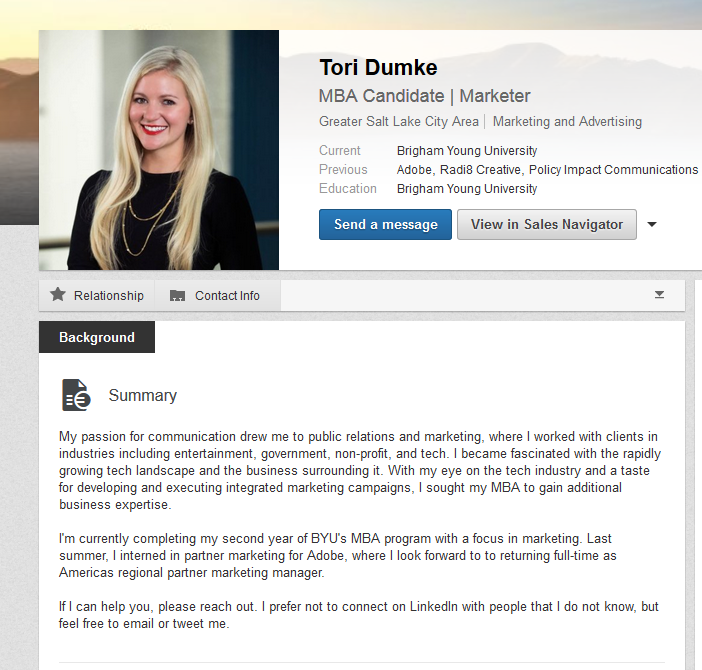 Tori Dumke
MBA Candidate | Marketer
Greater Salt Lake City Area | Marketing and Advertising
Current Brigham Young University
Previous Adobe, Radi8 Creative, Policy Impact Communications
Education Brigham Young University
Send a message View in Sales Navigator
Relationship Contact Info
Background
Summary
My passion for communication drew me to public relations and marketing, where I worked with clients in
industries including entertainment, government, non-profit, and tech. I became fascinated with the rapidly
growing tech landscape and the business surrounding it. With my eye on the tech industry and a taste
for developing and executing integrated marketing campaigns, I sought my MBA to gain additional
business expertise.
I'm currently completing my second year of BYU's MBA program with a focus in marketing. Last
summer, I interned in partner marketing for Adobe, where I look forward to to returning full-time as
Americas regional partner marketing manager.
If I can help you, please reach out. I prefer not to connect on LinkedIn with people that I do not know, but
feel free to email or tweet me.